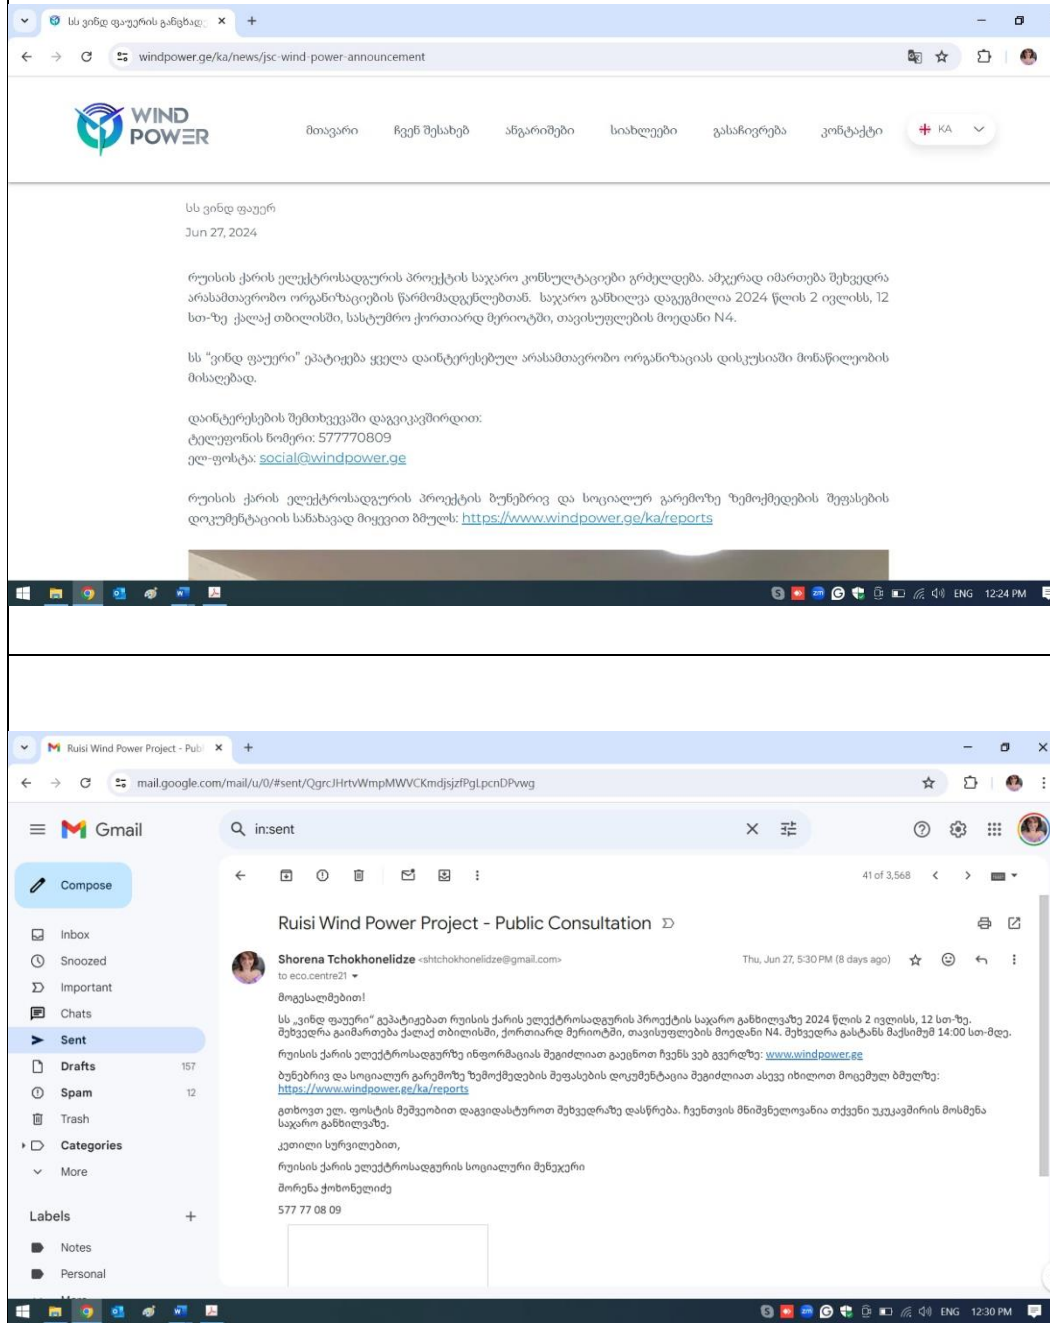 სს ვინდ ფაუერის განცხად
windpower.ge/ka/news/jsc-wind-power-announcement
WIND
POWER
მთავარი ჩვენ შესახებ ანგარიშები სიახლეები გასაჩივრება კონტაქტი KA
სს ვინდ ფაუერ
Jun 27, 2024
რუისის ქარის ელექტროსადგურის პროექტის საჯარო კონსულტაციები გრძელდება. ამჯერად იმართება შეხვედრა
არასამთავრობო ორგანიზაციების წარმომადგენლებთან. საჯარო განხილვა დაგეგმილია 2024 წლის 2 ივლისს, 12
სთ-ზე ქალაქ თბილისში, სასტუმრო ქორთიარდ მერიოტში, თავისუფლების მოედანი N4.
სს “ვინდ ფაუერი” ეპატიჟება ყველა დაინტერესებულ არასამთავრობო ორგანიზაციას დისკუსიაში მონაწილეობის
მისაღებად.
დაინტერესების შემთხვევაში დაგვიკავშირდით:
ტელეფონის ნომერი: 577770809
ელ-ფოსტა: social@windpower.ge
რუისის ქარის ელექტროსადგურის პროექტის ბუნებრივ და სოციალურ გარემოზე ზემოქმედების შეფასების
დოკუმენტაციის სანახავად მიყევით ბმულს: https://www.windpower.ge/ka/reports
ENG 12:24 PM
Ruisi Wind Power Project - Publ
mail.google.com/mail/u/0/#sent/QgrcJHrtvWmpMWVCKmdjsjzfPgLpcnDPvwg
Gmail in:sent
Compose 41 of 3,568
Ruisi Wind Power Project - Public Consultation
Inbox
Snoozed
Important
Chats
Sent
Drafts 157
Spam 12
Trash
Categories
More
Labels
Notes
Personal
Shorena Tchokhonelidze <shtchokhonelidze@gmail.com> Thu, Jun 27, 5:30 PM (8 days ago)
to eco.centre21
მოგესალმებით!
სს „ვინდ ფაუერი“ გეპატიჟებათ რუისის ქარის ელექტროსადგურის პროექტის საჯარო განხილვაზე 2024 წლის 2 ივლისს, 12 სთ-ზე.
შეხვედრა გაიმართება ქალაქ თბილისში, ქორთიარდ მერიოტში, თავისუფლების მოედანი N4. შეხვედრა გასტანს მაქსიმუმ 14:00 სთ-მდე.
რუისის ქარის ელექტროსადგურზე ინფორმაციას შეგიძლიათ გაეცნოთ ჩვენს ვებ გვერდზე: www.windpower.ge
ბუნებრივ და სოციალურ გარემოზე ზემოქმედების შეფასების დოკუმენტაცია შეგიძლიათ ასევე იხილოთ მოცემულ ბმულზე:
https://www.windpower.ge/ka/reports
გთხოვთ ელ. ფოსტის მეშვეობით დაგვიდასტუროთ შეხვედრაზე დასწრება. ჩვენთვის მნიშვნელოვანია თქვენი უკუკავშირის მოსმენა
საჯარო განხილვაზე.
კეთილი სურვილებით,
რუისის ქარის ელექტროსადგურის სოციალური მენეჯერი
შორენა ჭოხონელიძე
577 77 08 09
ENG 12:30 PM